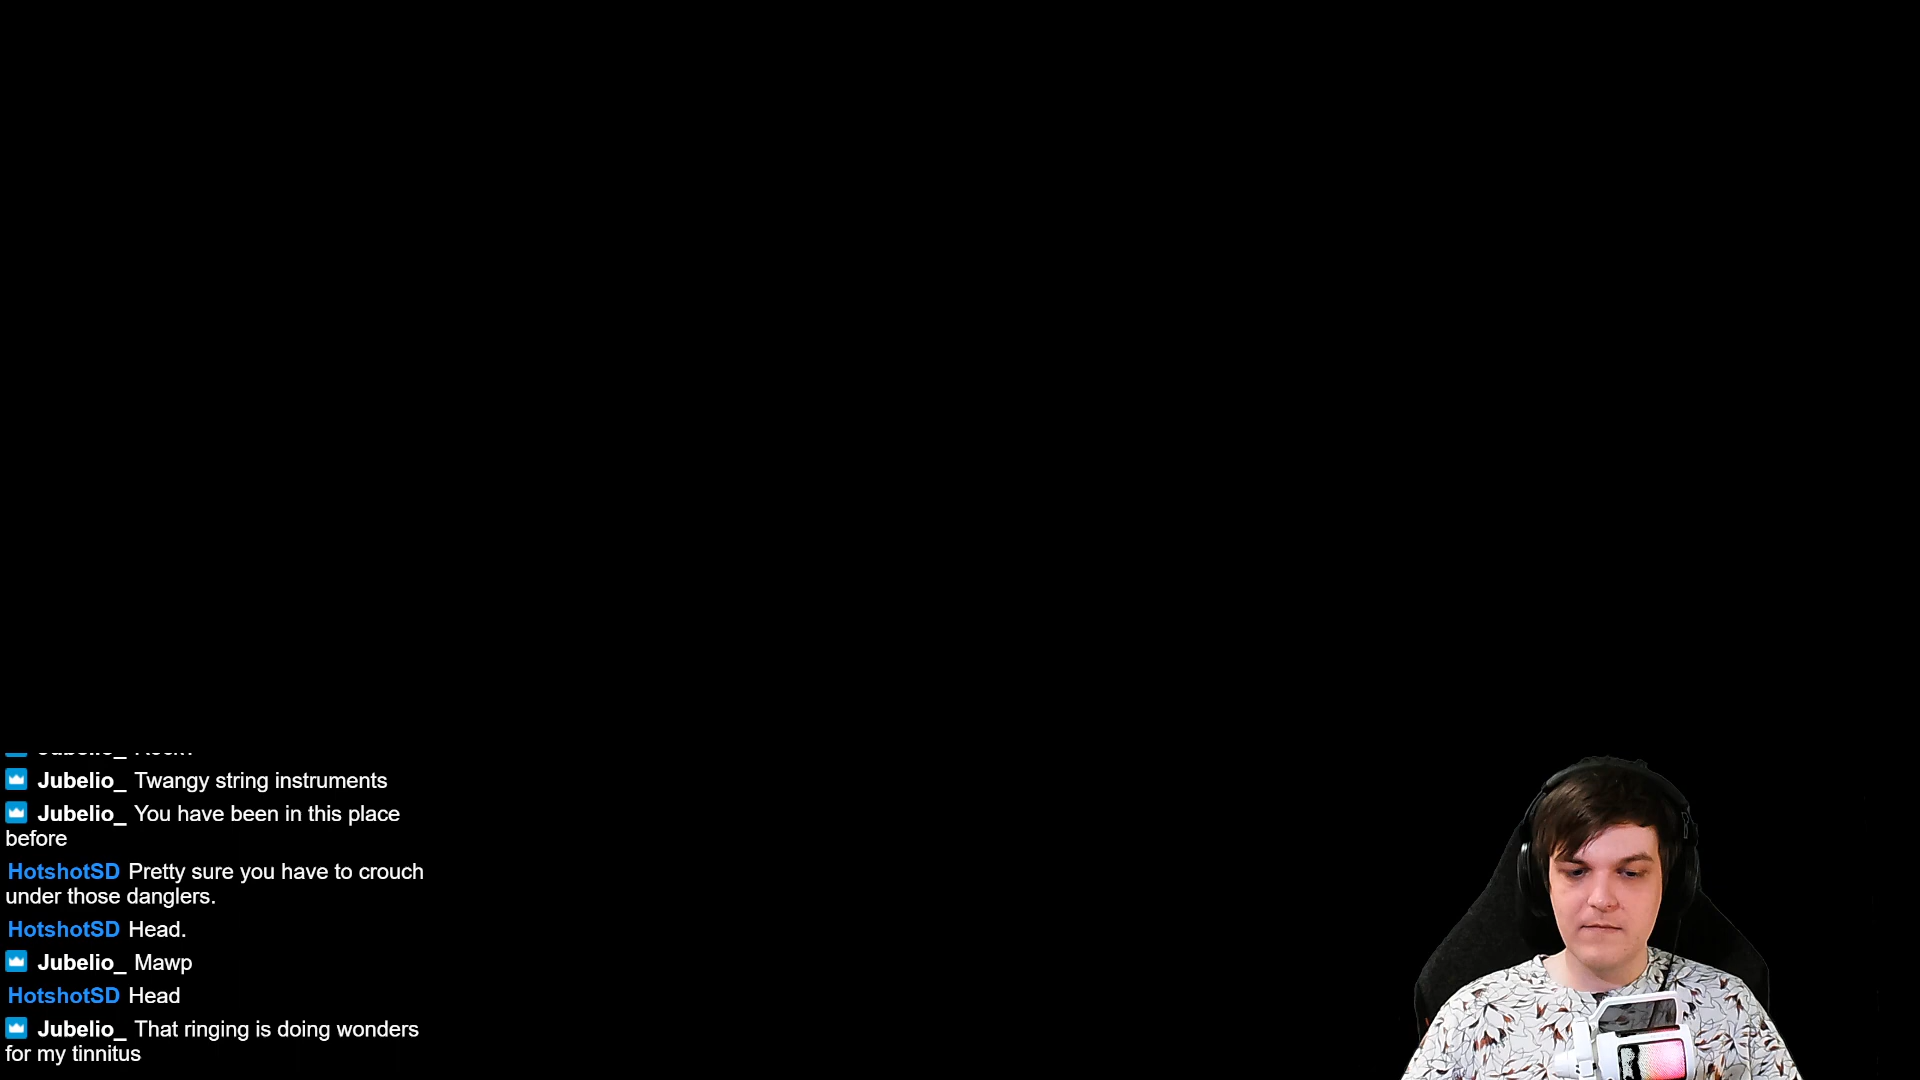 Jubelio_ Twangy string instruments
Jubelio_ You have been in this place
before
HotshotSD Pretty sure you have to crouch
under those danglers.
HotshotSD Head.
Jubelio_ Mawp
HotshotSD Head
Jubelio_ That ringing is doing wonders
for my tinnitus